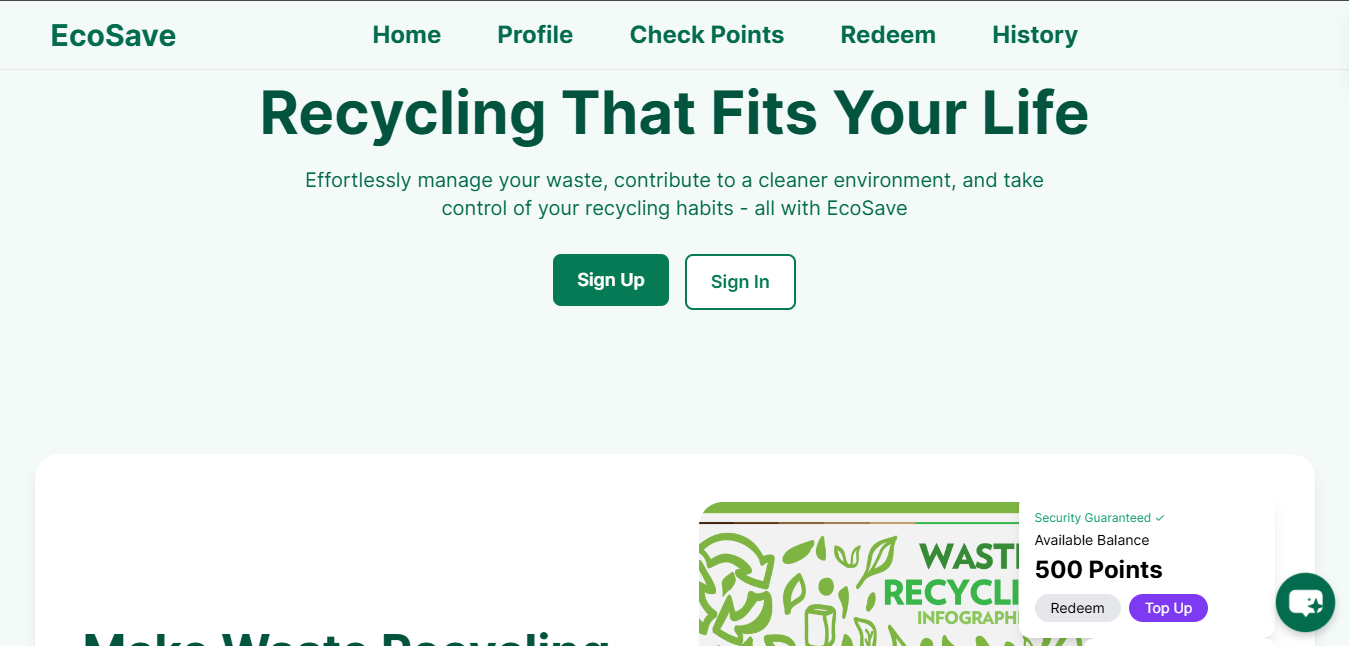 EcoSave
Home Profile Check Points Redeem History
Recycling That Fits Your Life
Effortlessly manage your waste, contribute to a cleaner environment, and take
control of your recycling habits - all with EcoSave
Sign Up Sign In
Make Waste Recycling
WASTE
RECYCLI
INFOGRAPHI
Security Guaranteed ✓
Available Balance
500 Points
Redeem Top Up